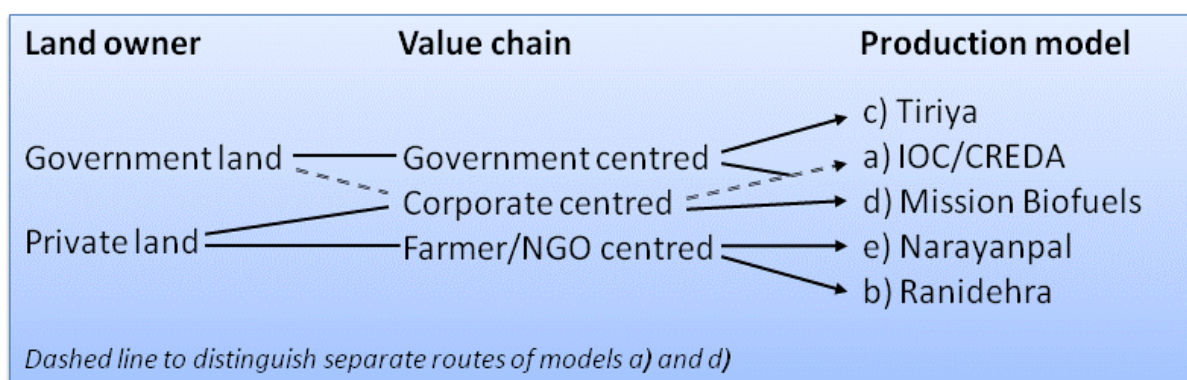 Land owner Value chain Production model
c) Tiriya
Government land Government centred a) IOC/CREDA
Corporate centred d) Mission Biofuels
Private land Farmer/NGO centred e) Narayanpal
b) Ranidehra
Dashed line to distinguish separate routes of models a) and d)